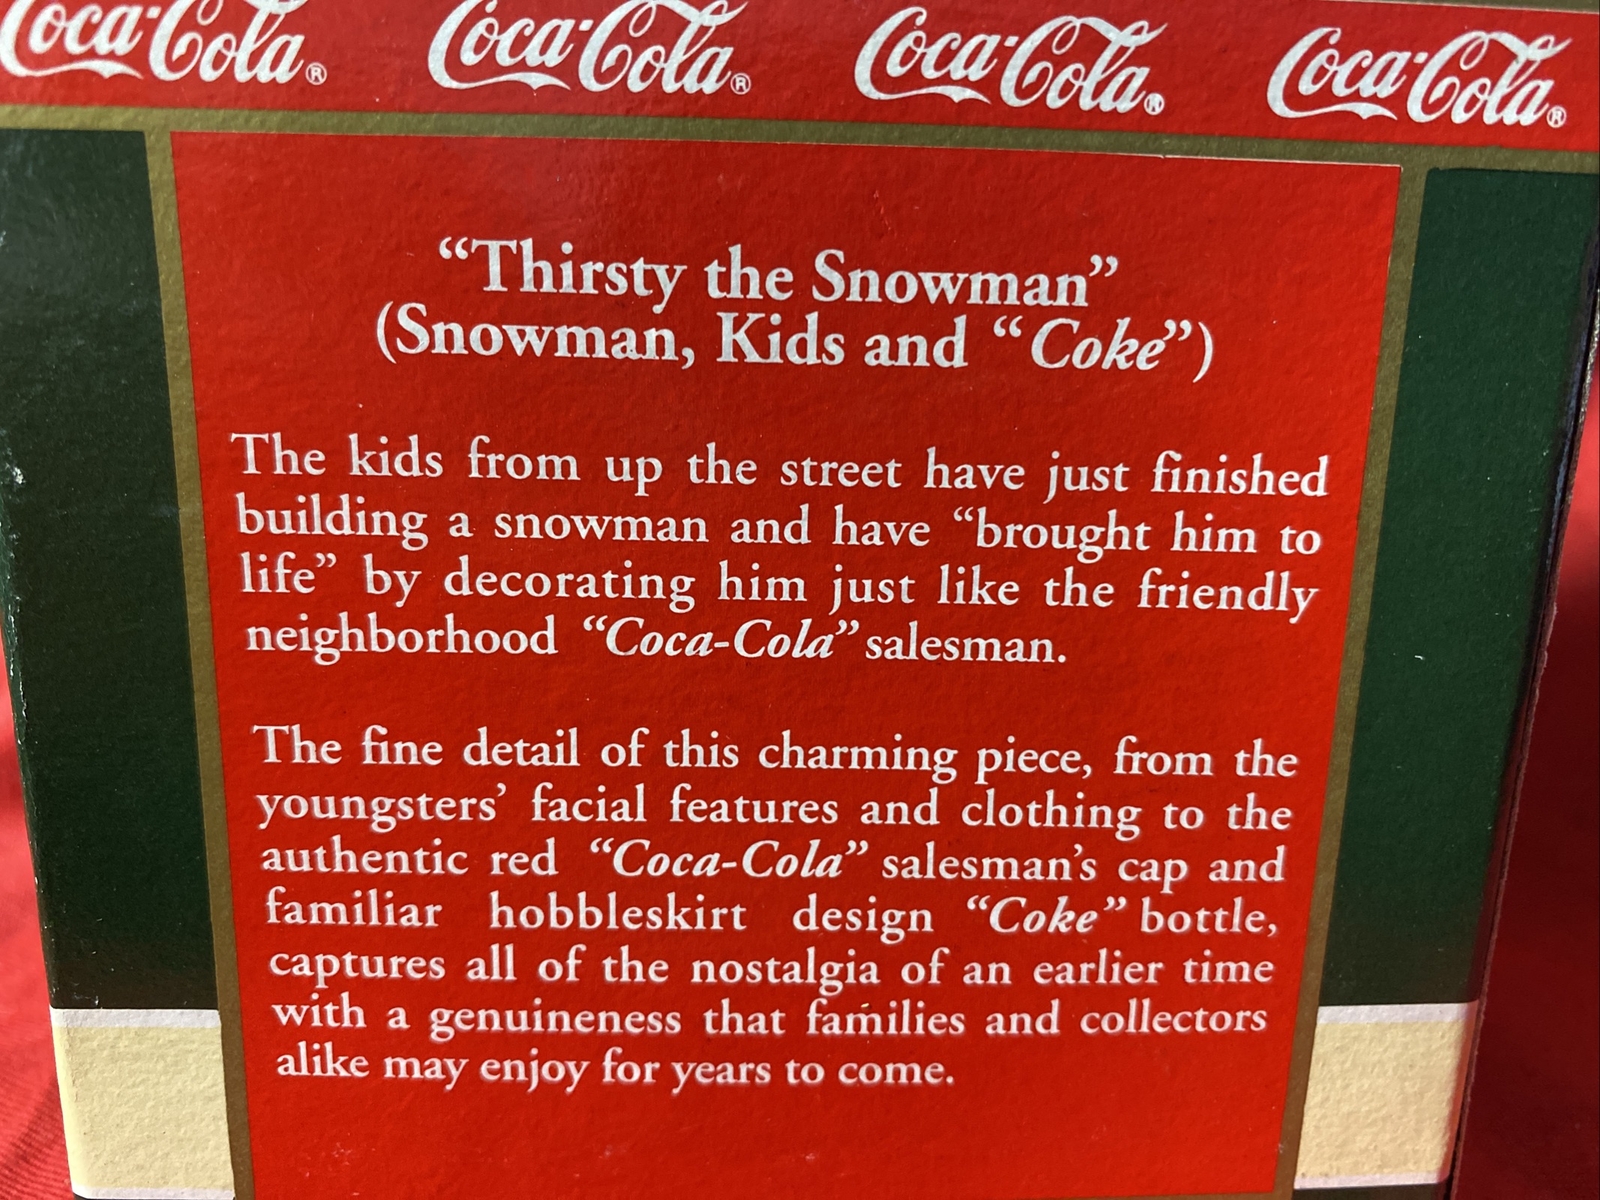 Coca-Cola® Coca-Cola® Coca-Cola® Coca-Cola®
“Thirsty the Snowman”
(Snowman, Kids and “Coke”)
The kids from up the street have just finished
building a snowman and have “brought him to
life” by decorating him just like the friendly
neighborhood “Coca-Cola” salesman.
The fine detail of this charming piece, from the
youngsters’ facial features and clothing to the
authentic red “Coca-Cola” salesman’s cap and
familiar hobbleskirt design “Coke” bottle,
captures all of the nostalgia of an earlier time
with a genuineness that families and collectors
alike may enjoy for years to come.